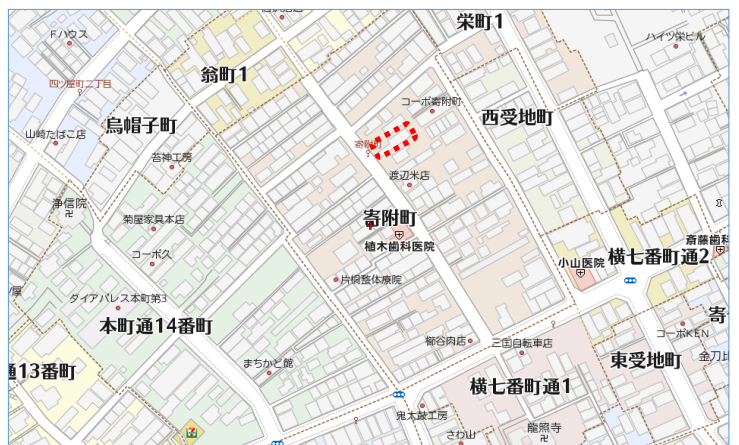 栄町1
Fハウス
ハイツ栄ビル
翁町1
四ツ屋町二丁目
コーポ寄附町
西受地町
烏帽子町
山崎たばこ店
寄附町
苔神工房
渡辺米店
浄信院
菊屋家具本店
寄附町
植木歯科医院
斎藤歯科
コーポ久
横七番町通2
小山医院
片桐整体療院
ダイアパレス本町第3
本町通14番町
寄
コーポKEN
櫛谷肉店
三国自転車店
東受地町
金刀比
まちかど館
通13番町
横七番町通1
鬼太鼓工房
龍照寺
さわ山